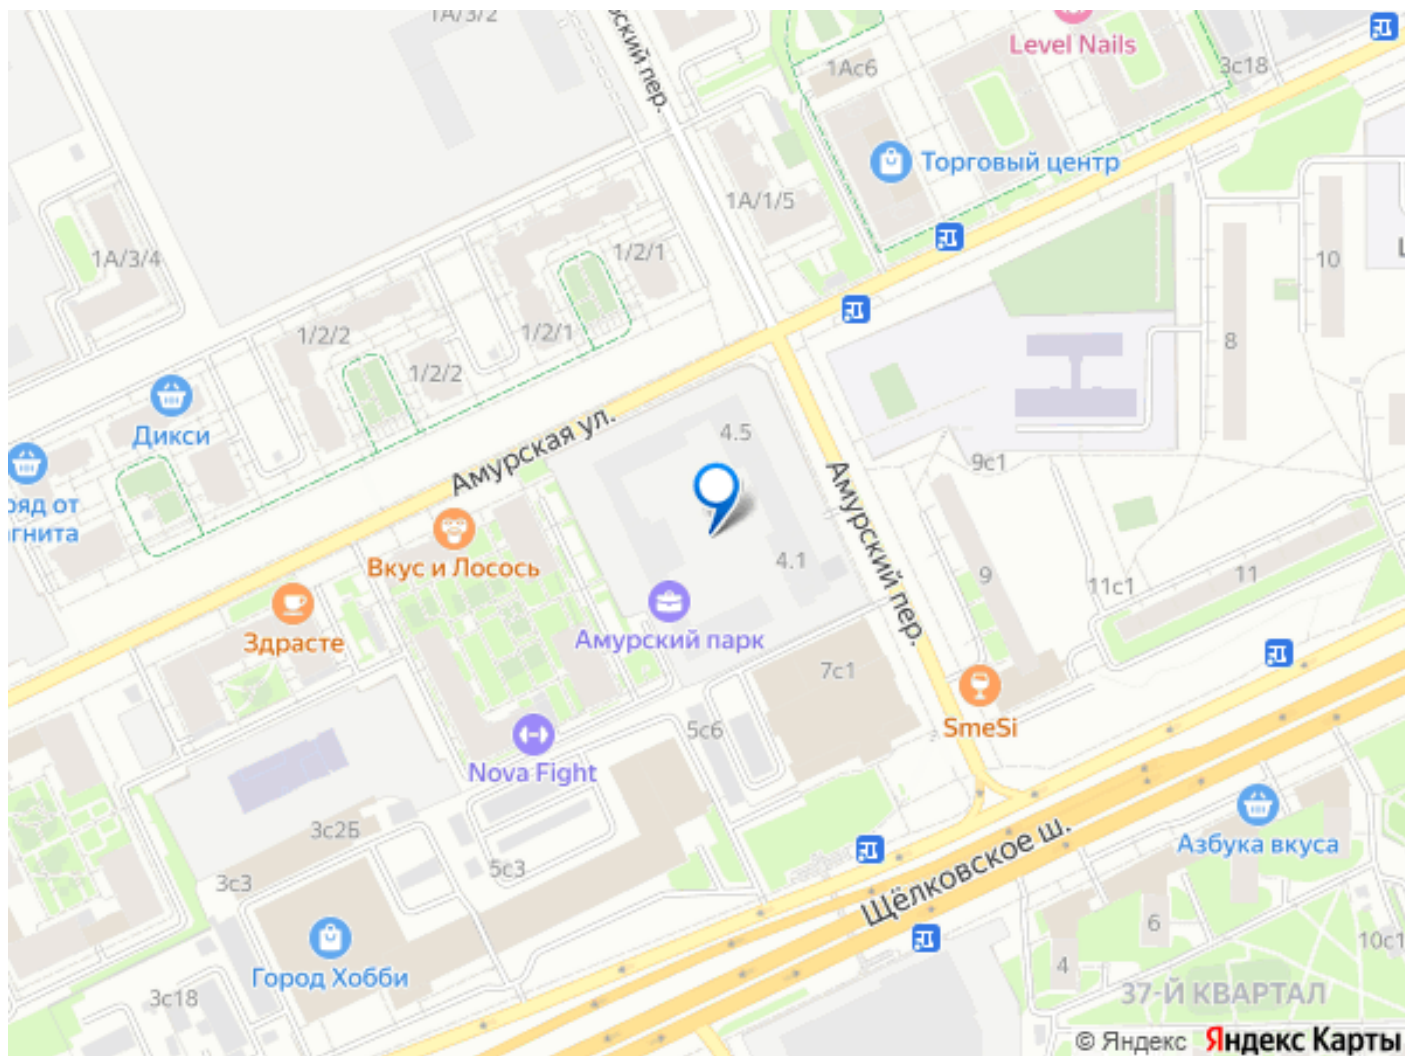 1А/3/2
ский пер.
Level Nails
1Ас6
3с18
Торговый центр
1А/1/5
1А/3/4
1/2/1
10
1/2/2
1/2/1
8
1/2/2
Дикси
Амурская ул.
4.5
9с1
ряд от
гнита
Амурский пер.
Вкус и Лосось
4.1
9
11с1
11
Здрасте
Амурский парк
7с1
SmeSi
5с6
Nova Fight
3с2Б
Азбука вкуса
5с3
3с3
Щёлковское ш.
6
10с1
Город Хобби
4
3с18
37-Й КВАРТАЛ
© Яндекс Яндекс Карты